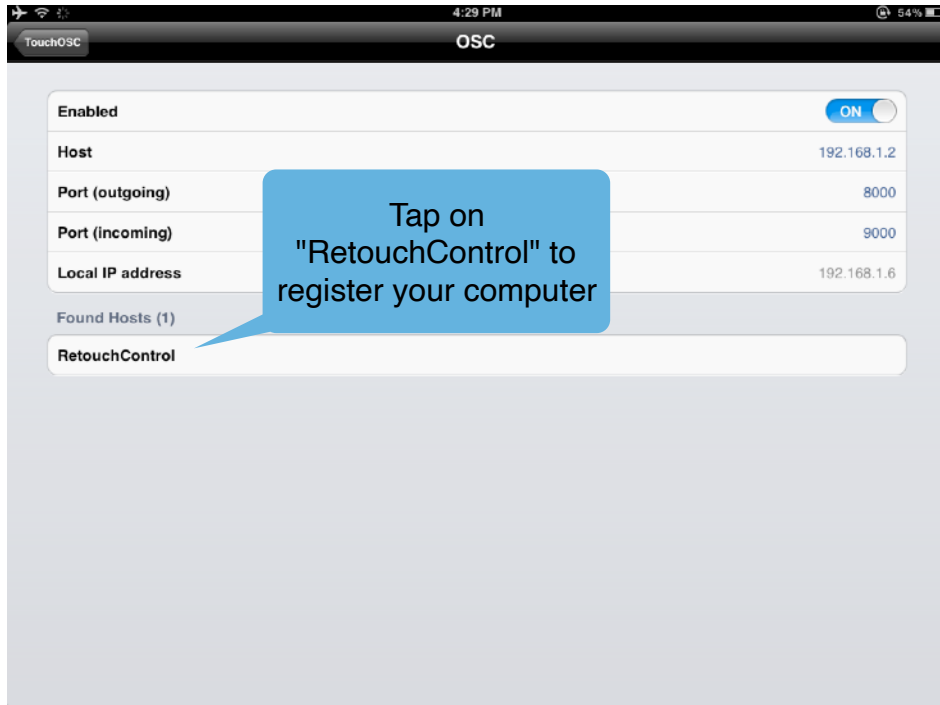 4:29 PM
54%
TouchOSC
OSC
Enabled
ON
Host
192.168.1.2
Port (outgoing)
8000
Port (incoming)
9000
Local IP address
192.168.1.6
Tap on
"RetouchControl" to
register your computer
Found Hosts (1)
RetouchControl